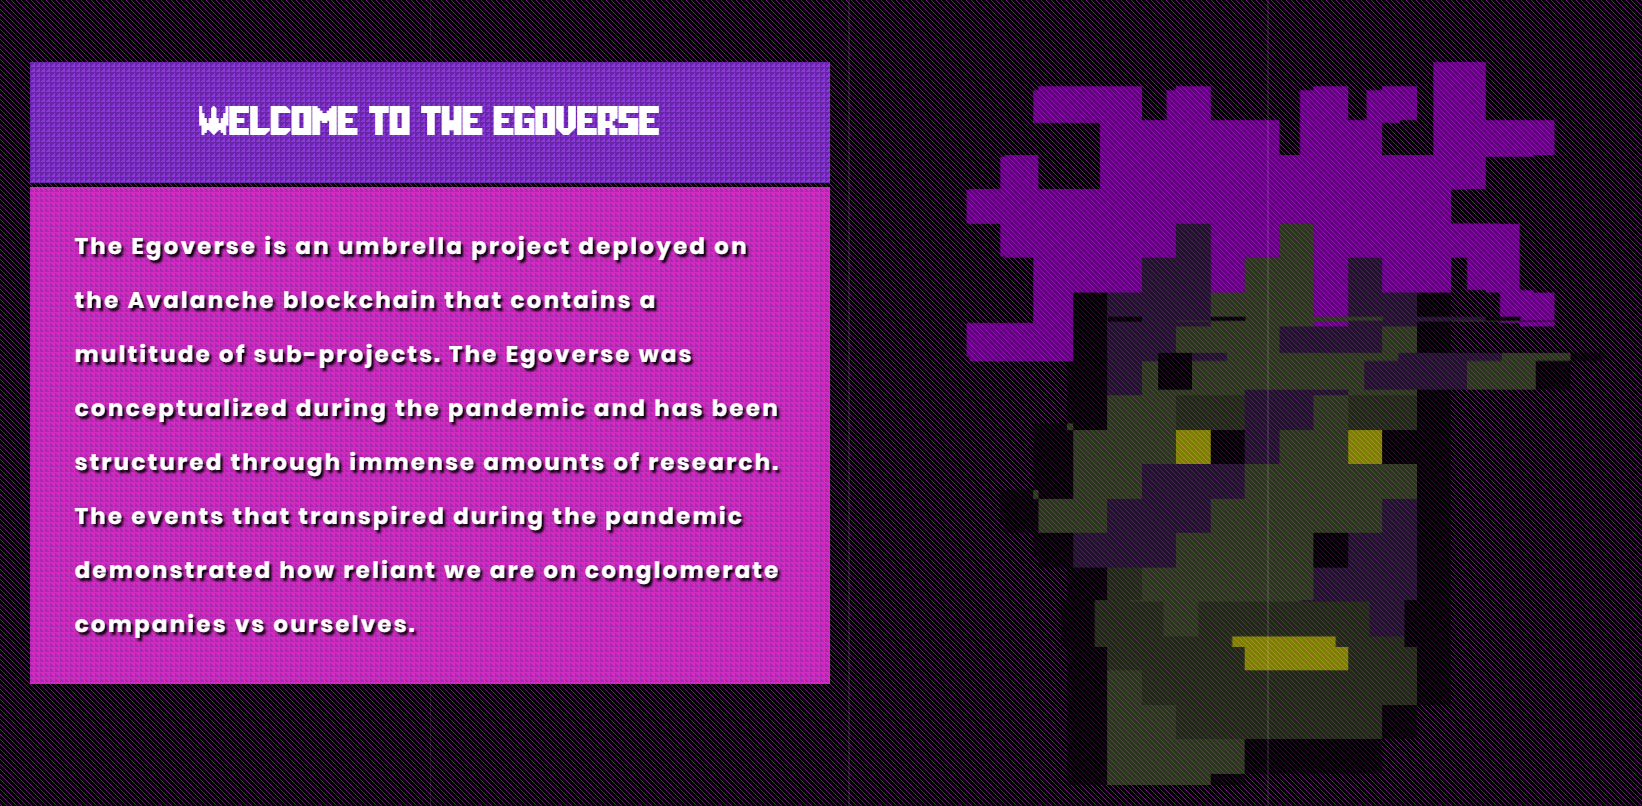 WELCOME TO THE EGOVERSE
The Egoverse is an umbrella project deployed on
the Avalanche blockchain that contains a
multitude of sub-projects. The Egoverse was
conceptualized during the pandemic and has been
structured through immense amounts of research.
The events that transpired during the pandemic
demonstrated how reliant we are on conglomerate
companies vs ourselves.